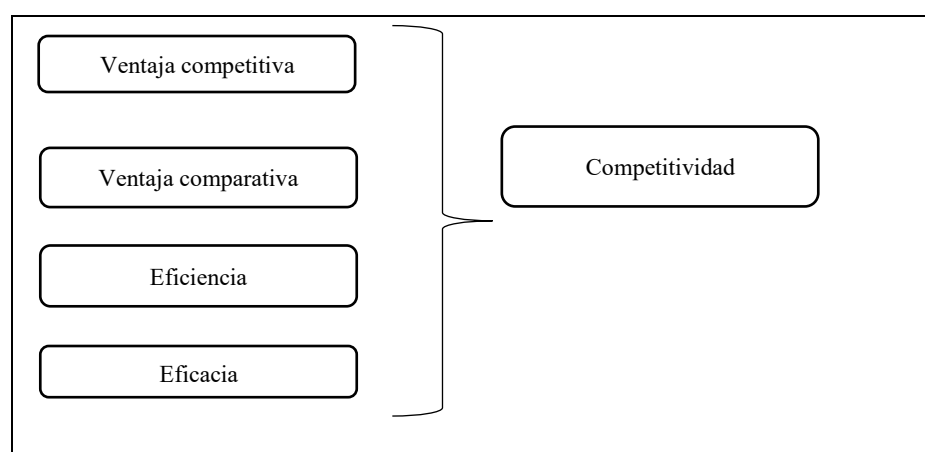 Ventaja competitiva
Ventaja comparativa
Eficiencia
Eficacia
Competitividad